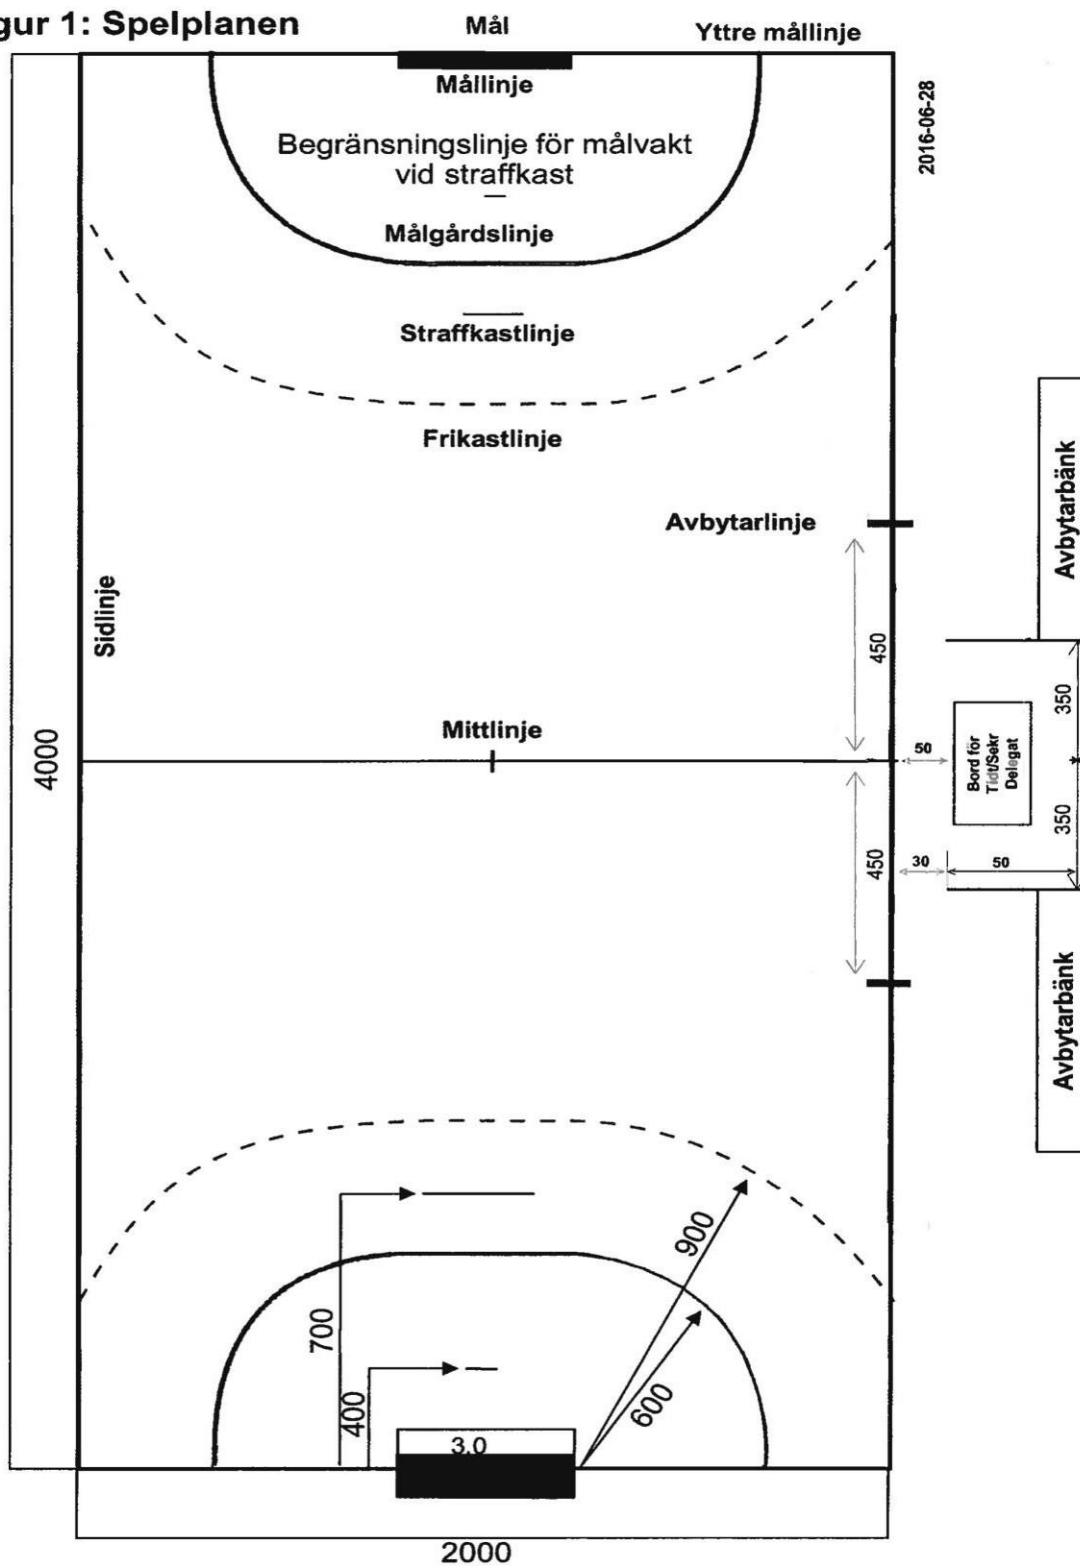 gur 1: Spelplanen
Mål
Yttre mållinje
Mållinje
2016-06-28
Begränsningslinje för målvakt
vid straffkast
Målgårdslinje
Straffkastlinje
Frikastlinje
Avbytarlinje
Avbytarbänk
Sidlinje
450
350
Mittlinje
4000
50
Bord för
Tidt/Sekr
Delegat
450
350
30
50
Avbytarbänk
900
700
400
600
3.0
2000